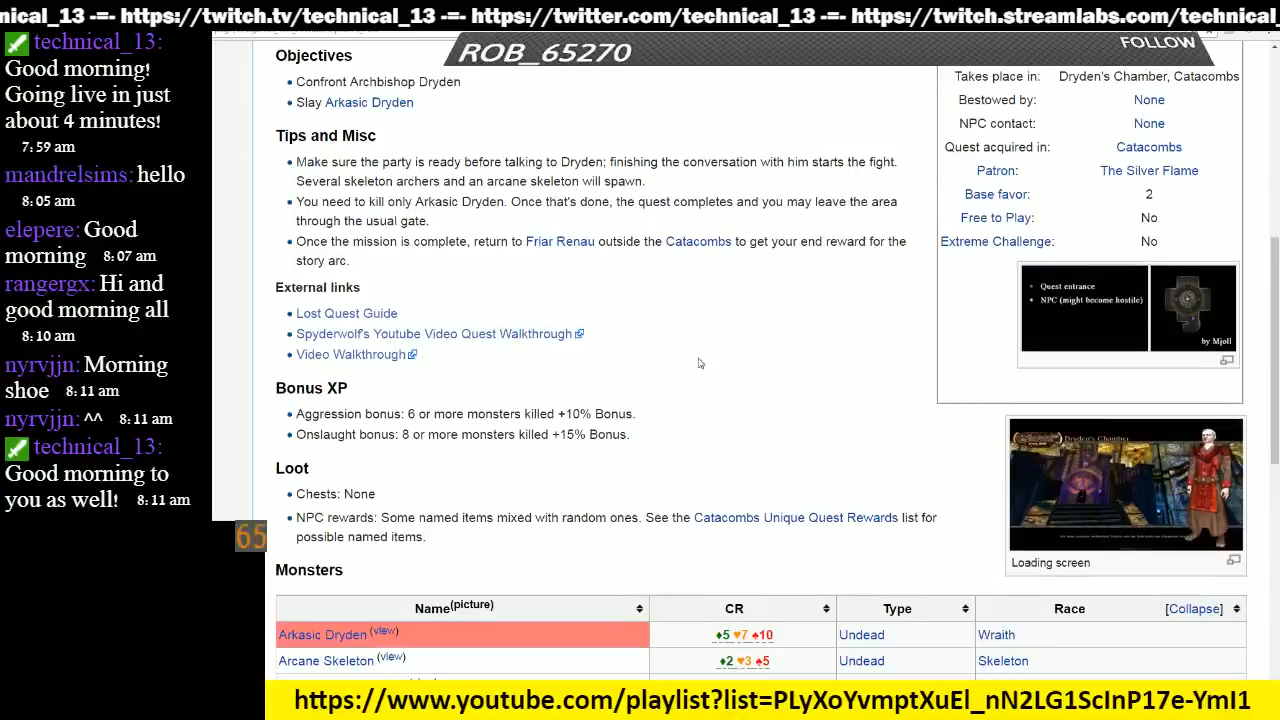 nical_13 -=- https://twitch.tv/technical_13 -=- https://twitter.com/technical_13 -=- https://twitch.streamlabs.com/technical_
technical_13:
Good morning!
Going live in just
about 4 minutes!
7:59 am
mandrelsims: hello
8:05 am
elepere: Good
morning 8:07 am
rangergx: Hi and
good morning all
8:10 am
nyrvjjn: Morning
shoe 8:11 am
nyrvjjn: ^^ 8:11 am
technical_13:
Good morning to
you as well! 8:11 am
65
ROB_65270
FOLLOW
Objectives
Confront Archbishop Dryden
Slay Arkasic Dryden
Tips and Misc
Make sure the party is ready before talking to Dryden; finishing the conversation with him starts the fight.
Several skeleton archers and an arcane skeleton will spawn.
You need to kill only Arkasic Dryden. Once that's done, the quest completes and you may leave the area
through the usual gate.
Once the mission is complete, return to Friar Renau outside the Catacombs to get your end reward for the
story arc.
External links
Lost Quest Guide
Spyderwolf's Youtube Video Quest Walkthrough
Video Walkthrough
Bonus XP
Aggression bonus: 6 or more monsters killed +10% Bonus.
Onslaught bonus: 8 or more monsters killed +15% Bonus.
Loot
Chests: None
NPC rewards: Some named items mixed with random ones. See the Catacombs Unique Quest Rewards list for
possible named items.
Takes place in: Dryden's Chamber, Catacombs
Bestowed by: None
NPC contact: None
Quest acquired in: Catacombs
Patron: The Silver Flame
Base favor: 2
Free to Play: No
Extreme Challenge: No
Quest entrance
NPC (might become hostile)
by Mjoll
Dryden's Chamber
Loading screen
Monsters
Name(picture) CR Type Race [Collapse]
Arkasic Dryden (view) ♦5 ♥7 ♠10 Undead Wraith
Arcane Skeleton (view) ♦2 ♥3 ♠5 Undead Skeleton
https://www.youtube.com/playlist?list=PLyXoYvmptXuEl_nN2LG1ScInP17e-YmI1